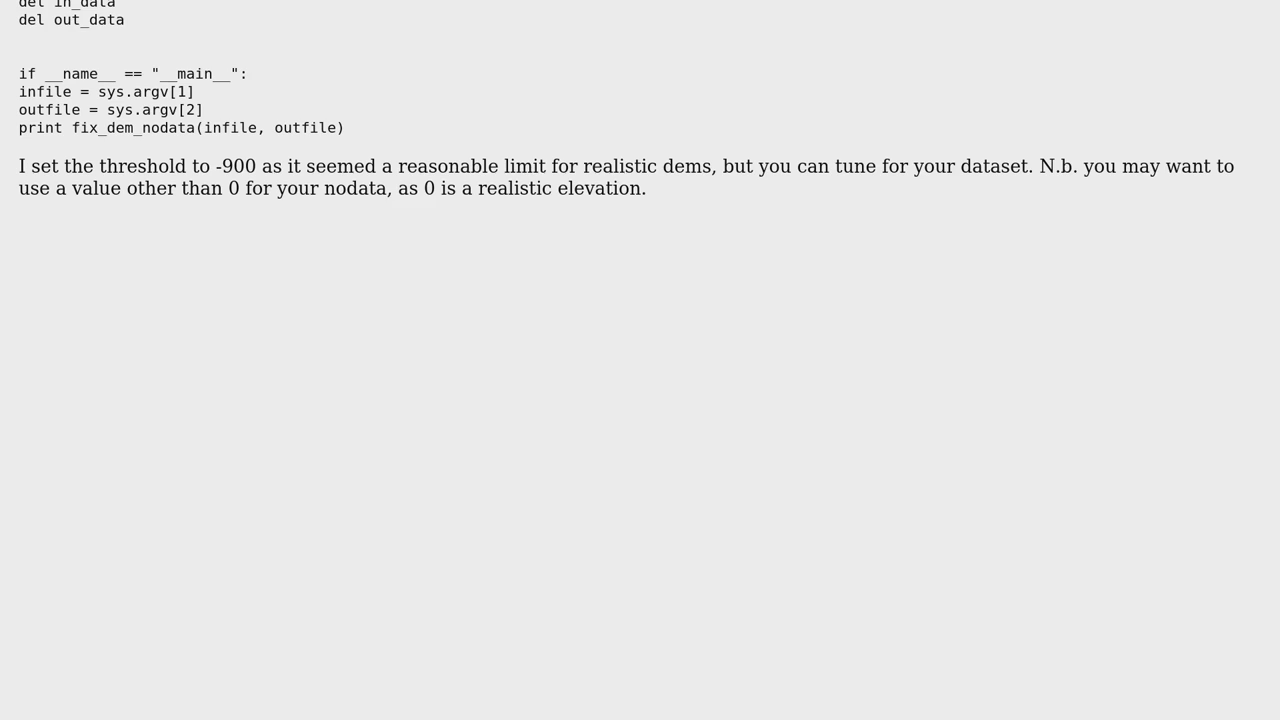 del in_data
del out_data
if __name__ == "__main__":
infile = sys.argv[1]
outfile = sys.argv[2]
print fix_dem_nodata(infile, outfile)
I set the threshold to -900 as it seemed a reasonable limit for realistic dems, but you can tune for your dataset. N.b. you may want to
use a value other than 0 for your nodata, as 0 is a realistic elevation.